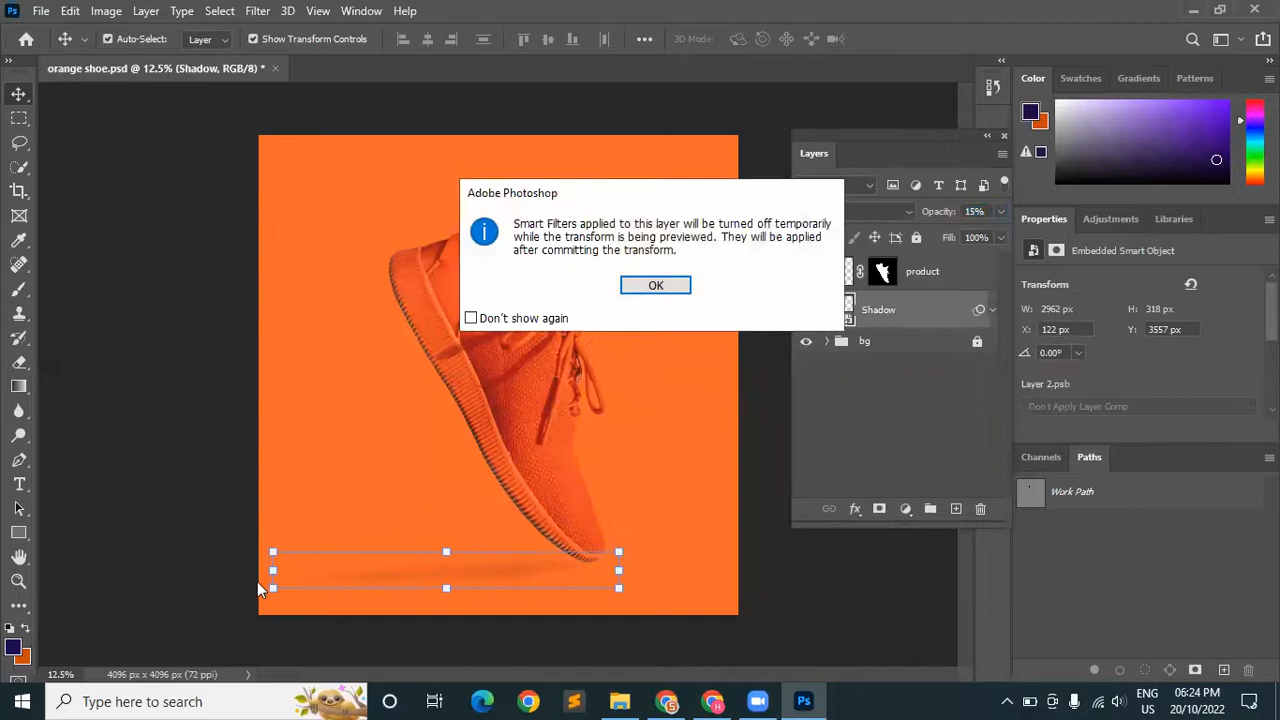 Ps File Edit Image Layer Type Select Filter 3D View Window Help
Auto-Select: Layer Show Transform Controls 3D Mode:
orange shoe.psd @ 12.5% (Shadow, RGB/8) *
Color Swatches Gradients Patterns
Layers
Adobe Photoshop
Smart Filters applied to this layer will be turned off temporarily
while the transform is being previewed. They will be applied
after committing the transform.
OK
Don't show again
Opacity: 15%
Fill: 100%
product
Shadow
bg
Properties Adjustments Libraries
Embedded Smart Object
Transform
W: 2962 px H: 318 px
X: 122 px Y: 3557 px
0.00°
Layer 2.psb
Don't Apply Layer Comp
Channels Paths
Work Path
12.5% 4096 px x 4096 px (72 ppi)
Type here to search
Ps
ENG
US
06:24 PM
20/10/2022